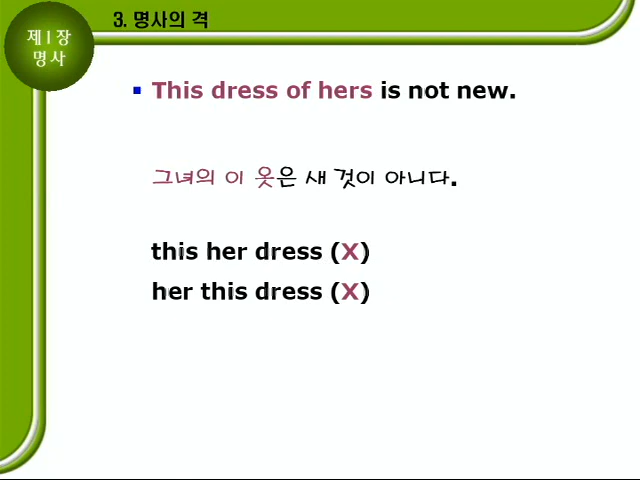 제1장
명사
3. 명사의 격
This dress of hers is not new.
그녀의 이 옷은 새 것이 아니다.
this her dress (X)
her this dress (X)